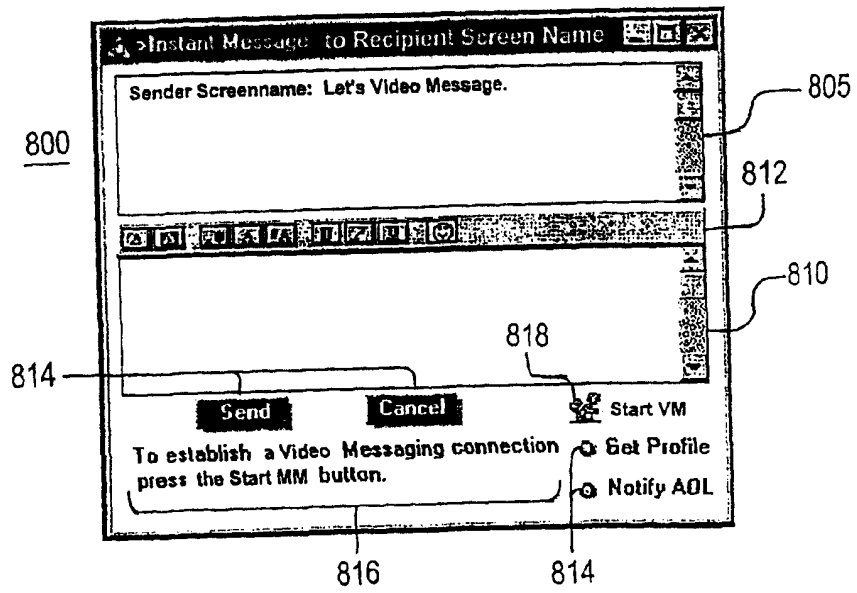 >Instant Message to Recipient Screen Name
Sender Screenname: Let's Video Message.
805
800
812
810
818
814
Send Cancel Start VM
To establish a Video Messaging connection
press the Start MM button.
Get Profile
Notify AOL
816
814